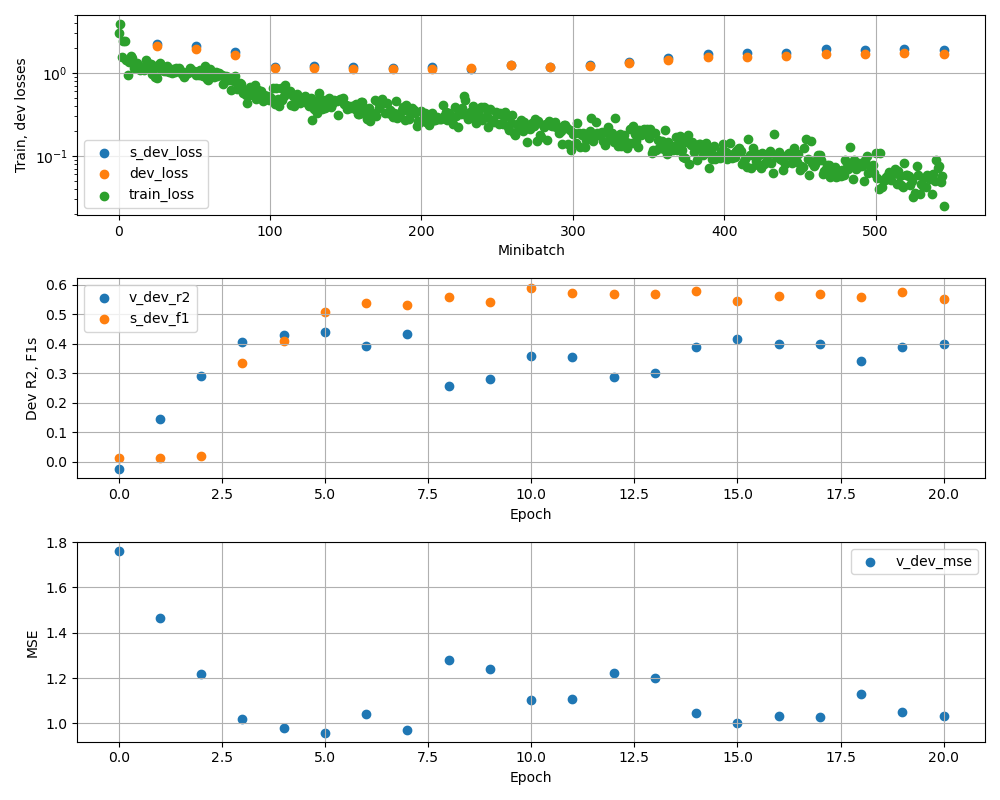 Train, dev losses
10⁰
10⁻¹
s_dev_loss
dev_loss
train_loss
0 100 200 300 400 500
Minibatch
Dev R2, F1s
0.6
0.5
0.4
0.3
0.2
0.1
0.0
v_dev_r2
s_dev_f1
0.0 2.5 5.0 7.5 10.0 12.5 15.0 17.5 20.0
Epoch
MSE
1.8
1.6
1.4
1.2
1.0
v_dev_mse
0.0 2.5 5.0 7.5 10.0 12.5 15.0 17.5 20.0
Epoch